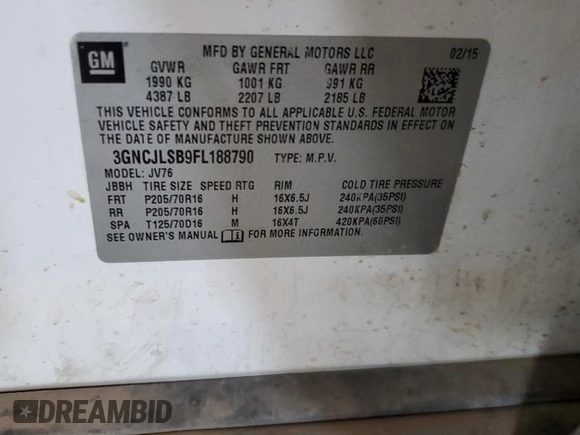 GM
MFD BY GENERAL MOTORS LLC 02/15
GVWR GAWR FRT GAWR RR
1990 KG 1001 KG 991 KG
4387 LB 2207 LB 2185 LB
THIS VEHICLE CONFORMS TO ALL APPLICABLE U.S. FEDERAL MOTOR
VEHICLE SAFETY AND THEFT PREVENTION STANDARDS IN EFFECT ON
THE DATE OF MANUFACTURE SHOWN ABOVE.
3GNCJLSB9FL188790 TYPE: M.P.V.
MODEL: JV76
JBBH TIRE SIZE SPEED RTG RIM COLD TIRE PRESSURE
FRT P205/70R16 H 16X6.5J 240KPA(35PSI)
RR P205/70R16 H 16X6.5J 240KPA(35PSI)
SPA T125/70D16 M 16X4T 420KPA(60PSI)
SEE OWNER'S MANUAL FOR MORE INFORMATION.
DREAMBID